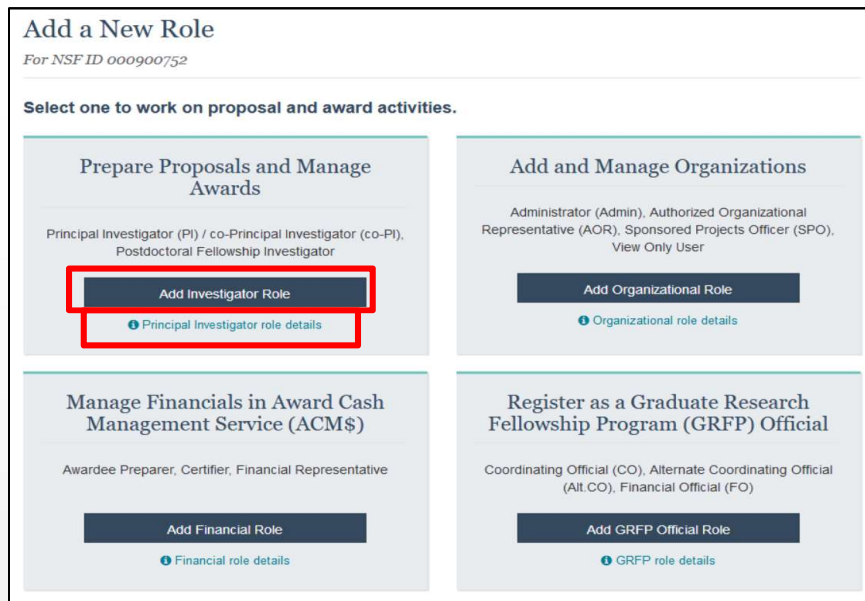 Add a New Role
For NSF ID 000900752
Select one to work on proposal and award activities.
Prepare Proposals and Manage
Awards
Principal Investigator (PI) / co-Principal Investigator (co-PI),
Postdoctoral Fellowship Investigator
Add Investigator Role
Principal Investigator role details
Add and Manage Organizations
Administrator (Admin), Authorized Organizational
Representative (AOR), Sponsored Projects Officer (SPO),
View Only User
Add Organizational Role
Organizational role details
Manage Financials in Award Cash
Management Service (ACM$)
Awardee Preparer, Certifier, Financial Representative
Add Financial Role
Financial role details
Register as a Graduate Research
Fellowship Program (GRFP) Official
Coordinating Official (CO), Alternate Coordinating Official
(Alt.CO), Financial Official (FO)
Add GRFP Official Role
GRFP role details